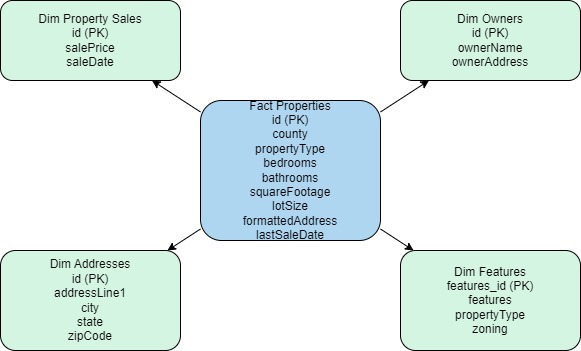 Dim Property Sales
id (PK)
salePrice
saleDate
Dim Owners
id (PK)
ownerName
ownerAddress
Fact Properties
id (PK)
county
propertyType
bedrooms
bathrooms
squareFootage
lotSize
formattedAddress
lastSaleDate
Dim Addresses
id (PK)
addressLine1
city
state
zipCode
Dim Features
features_id (PK)
features
propertyType
zoning